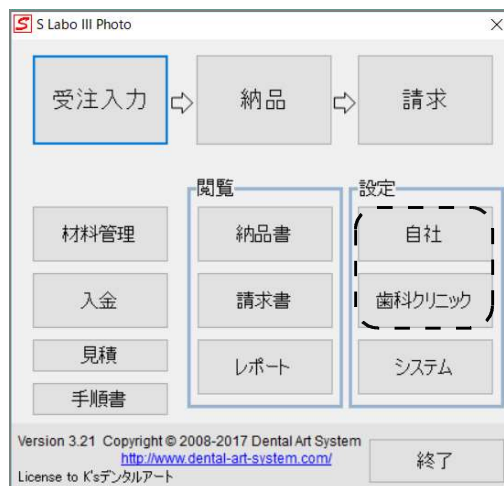 S Labo III Photo
受注入力 ⇨ 納品 ⇨ 請求
閲覧
設定
材料管理
納品書
自社
入金
請求書
歯科クリニック
見積
レポート
システム
手順書
Version 3.21 Copyright © 2008-2017 Dental Art System
http://www.dental-art-system.com/
License to K'sデンタルアート
終了